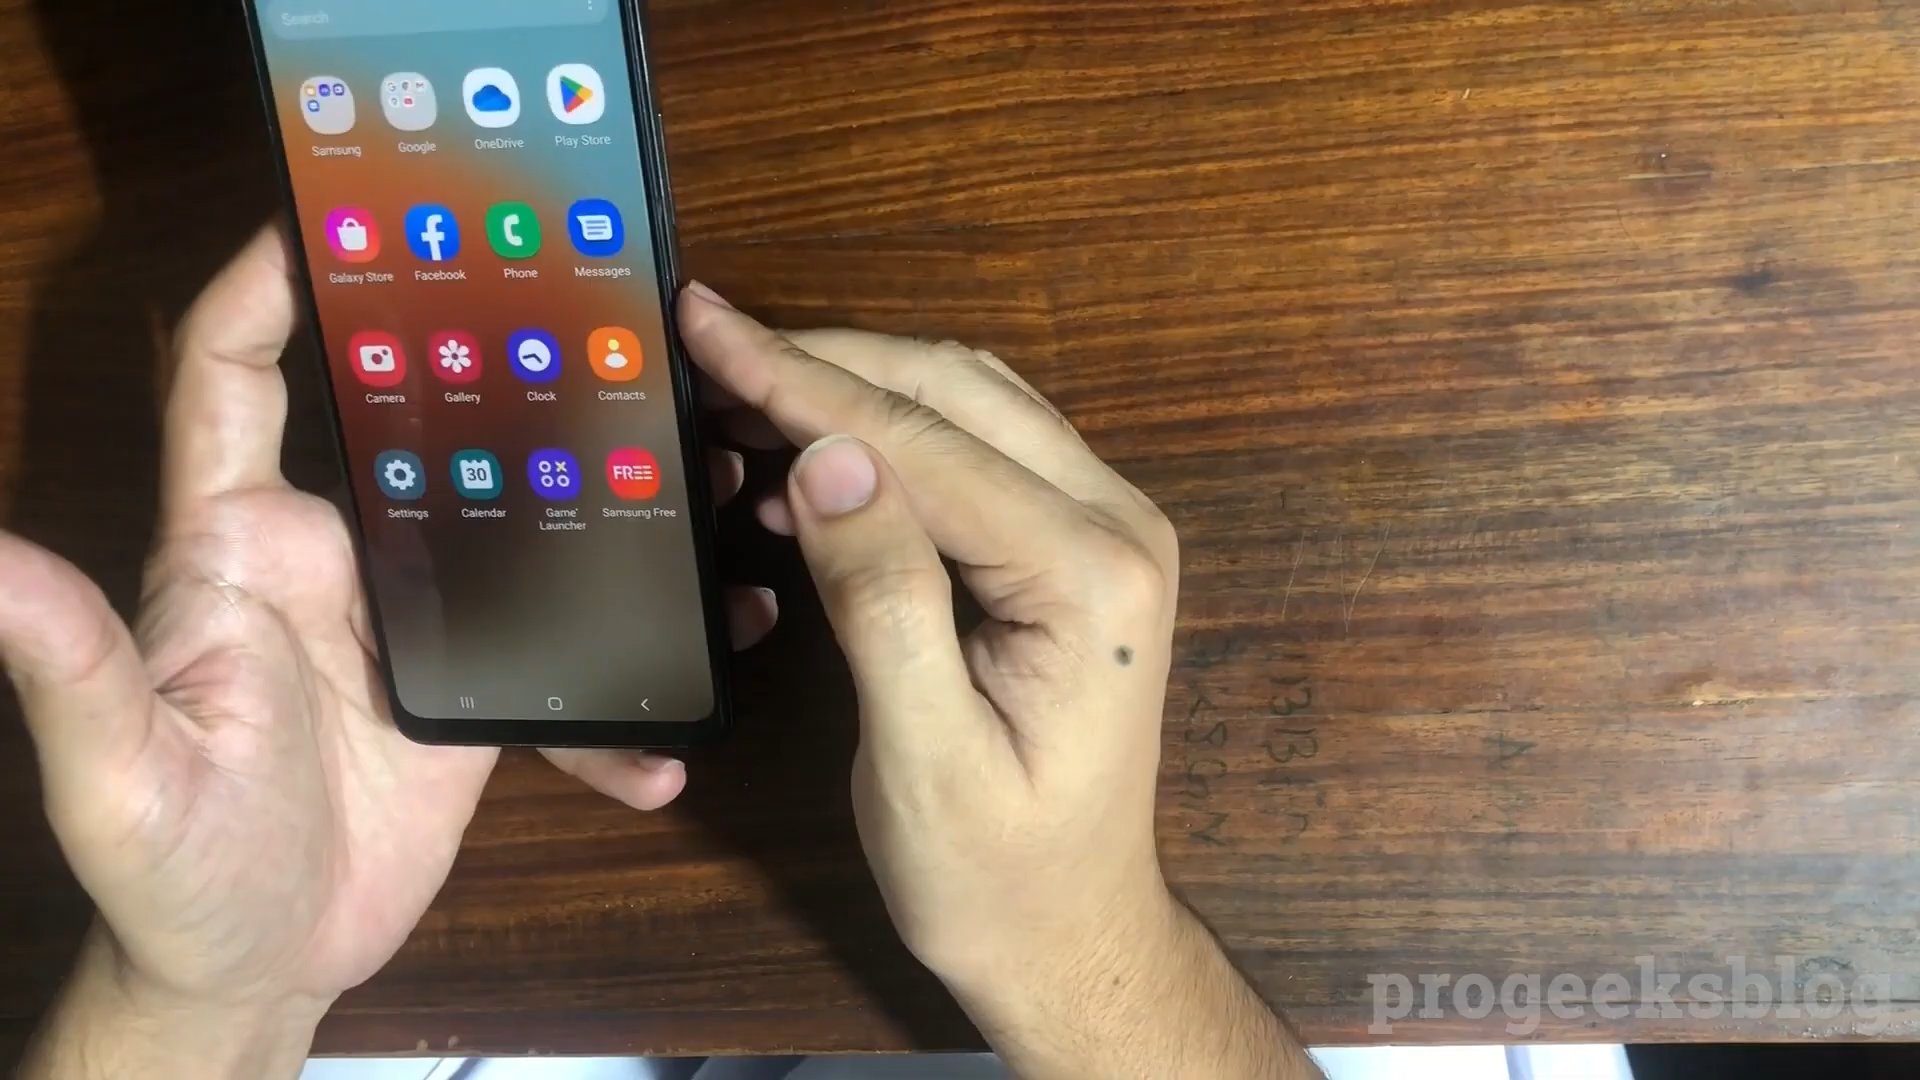 Search
Samsung
Google
OneDrive
Play Store
Galaxy Store
Facebook
Phone
Messages
Camera
Gallery
Clock
Contacts
30
FREE
Settings
Calendar
Game
Launcher
Samsung Free
progeeksblog